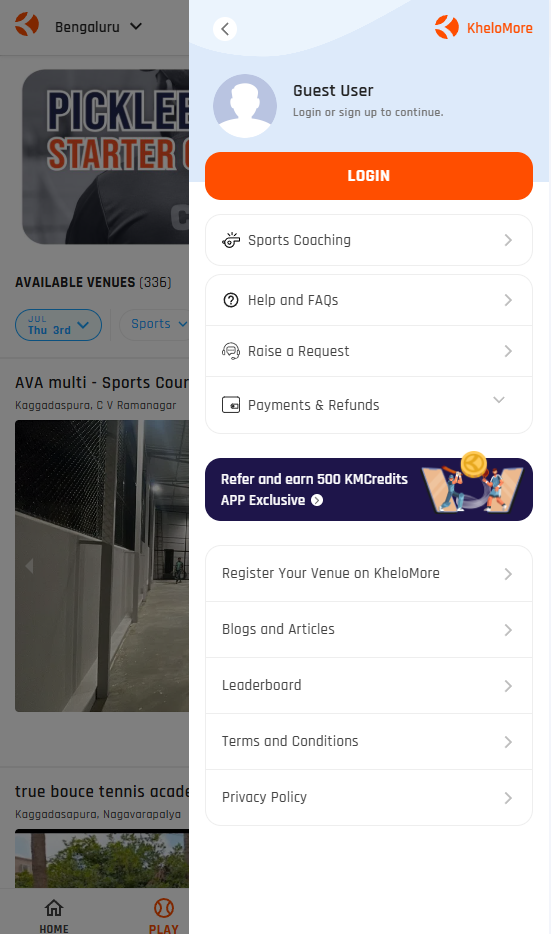 Bengaluru
KheloMore
Guest User
Login or sign up to continue.
LOGIN
PICKLE
STARTER
AVAILABLE VENUES (336)
JUL
Thu 3rd
Sports
AVA multi - Sports Cour
Kaggadaspura, C V Ramanagar
true bouce tennis acade
Kaggadasapura, Nagavarapalya
HOME
PLAY
Sports Coaching
Help and FAQs
Raise a Request
Payments & Refunds
Refer and earn 500 KMCredits
APP Exclusive
Register Your Venue on KheloMore
Blogs and Articles
Leaderboard
Terms and Conditions
Privacy Policy